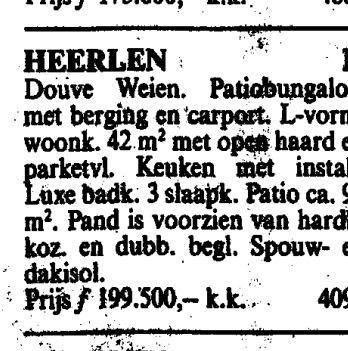 HEERLEN
Douve Weien. Patiobungalo
met berging en carport. L-vorm
woonk. 42 m² met open haard e
parketvl. Keuken met instal
Luxe badk. 3 slaapk. Patio ca. 9
m². Pand is voorzien van hardh
koz. en dubb. begl. Spouw- e
dakisol.
Prijs ƒ 199.500,– k.k. 409